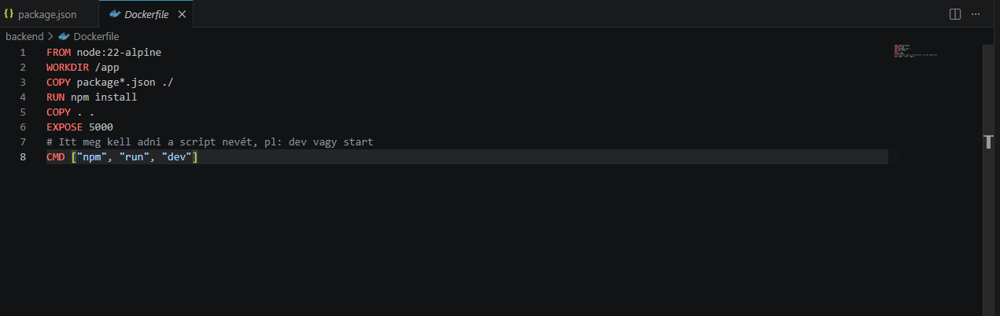 {} package.json
Dockerfile
backend > Dockerfile
1 FROM node:22-alpine
2 WORKDIR /app
3 COPY package*.json ./
4 RUN npm install
5 COPY . .
6 EXPOSE 5000
7 # Itt meg kell adni a script nevét, pl: dev vagy start
8 CMD ["npm", "run", "dev"]